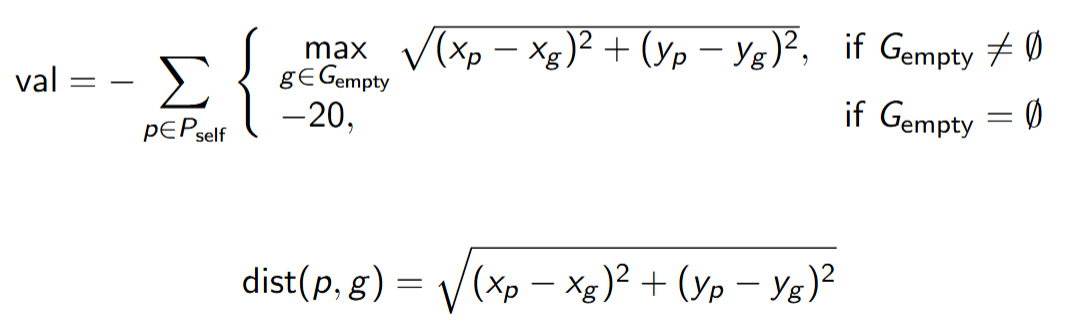 val = − ∑_{p∈P_self} { max_{g∈G_empty} √((x_p − x_g)² + (y_p − y_g)²), if G_empty ≠ ∅
−20, if G_empty = ∅
dist(p, g) = √((x_p − x_g)² + (y_p − y_g)²)